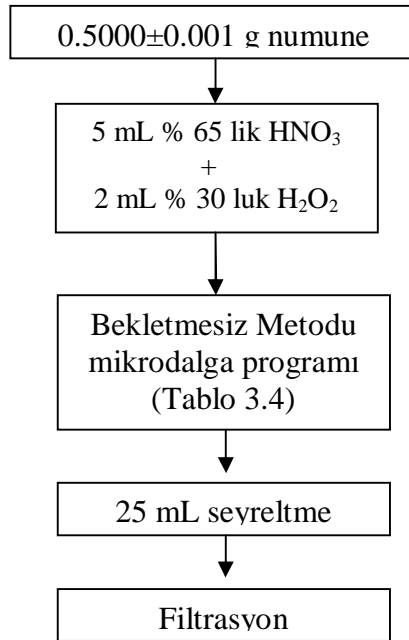 0.5000±0.001 g numune
5 mL % 65 lik HNO₃
+
2 mL % 30 luk H₂O₂
Bekletmesiz Metodu
mikrodalga programı
(Tablo 3.4)
25 mL seyreltme
Filtrasyon